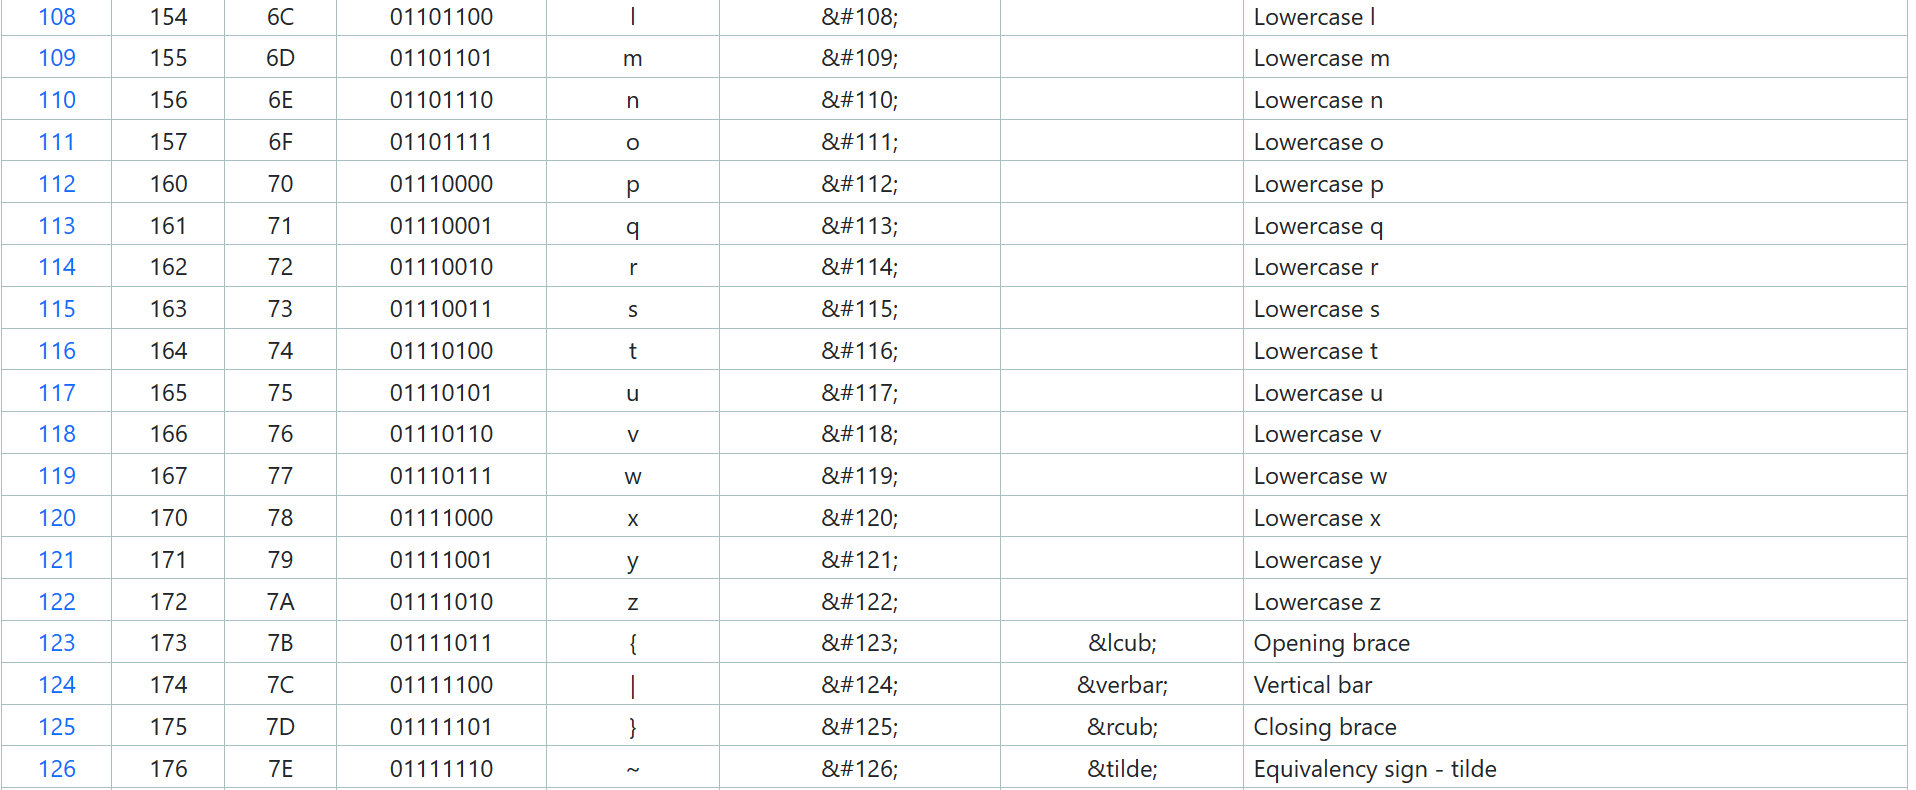 108 154 6C 01101100 l &#108; Lowercase l
109 155 6D 01101101 m &#109; Lowercase m
110 156 6E 01101110 n &#110; Lowercase n
111 157 6F 01101111 o &#111; Lowercase o
112 160 70 01110000 p &#112; Lowercase p
113 161 71 01110001 q &#113; Lowercase q
114 162 72 01110010 r &#114; Lowercase r
115 163 73 01110011 s &#115; Lowercase s
116 164 74 01110100 t &#116; Lowercase t
117 165 75 01110101 u &#117; Lowercase u
118 166 76 01110110 v &#118; Lowercase v
119 167 77 01110111 w &#119; Lowercase w
120 170 78 01111000 x &#120; Lowercase x
121 171 79 01111001 y &#121; Lowercase y
122 172 7A 01111010 z &#122; Lowercase z
123 173 7B 01111011 { &#123; &lcub; Opening brace
124 174 7C 01111100 | &#124; &verbar; Vertical bar
125 175 7D 01111101 } &#125; &rcub; Closing brace
126 176 7E 01111110 ~ &#126; &tilde; Equivalency sign - tilde